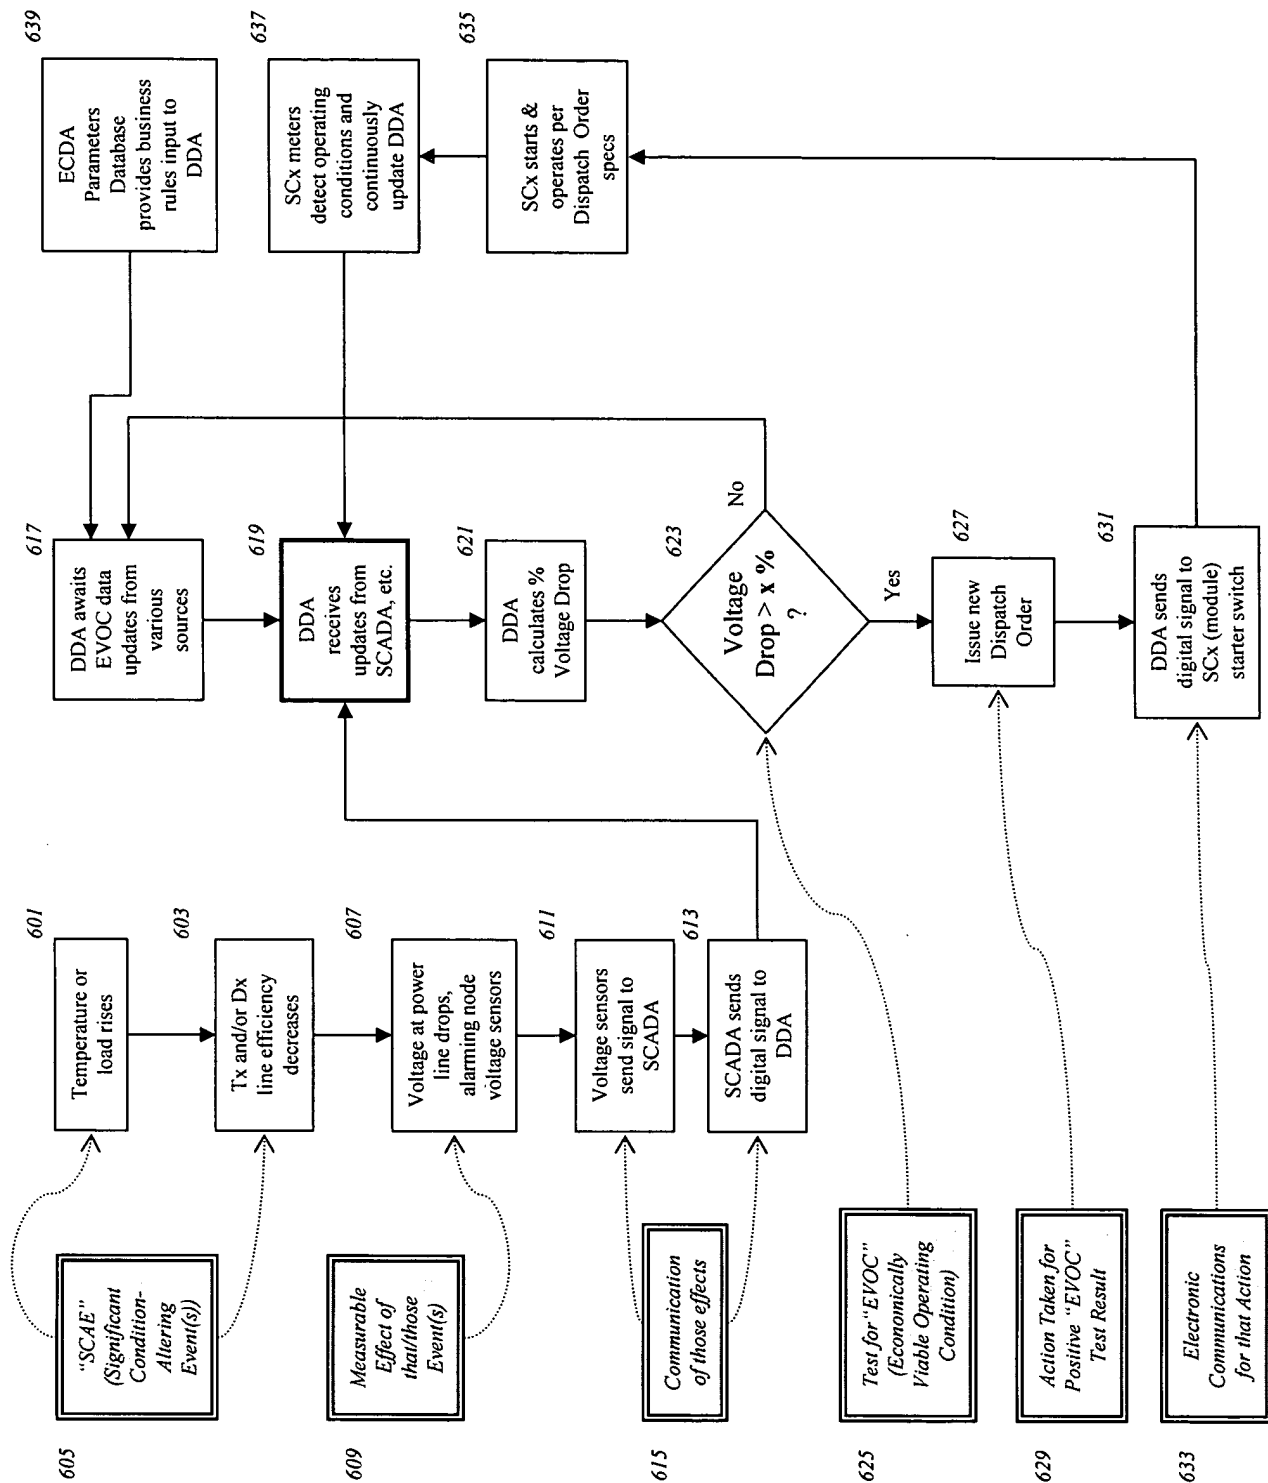 605
"SCAE"
(Significant
Condition-
Altering
Event(s))
609
Measurable
Effect of
that/those
Event(s)
615
Communication
of those effects
625
Test for "EVOC"
(Economically
Viable Operating
Condition)
629
Action Taken for
Positive "EVOC"
Test Result
633
Electronic
Communications
for that Action
601
Temperature or
load rises
603
Tx and/or Dx
line efficiency
decreases
607
Voltage at power
line drops,
alarming node
voltage sensors
611
Voltage sensors
send signal to
SCADA
613
SCADA sends
digital signal to
DDA
617
DDA awaits
EVOC data
updates from
various
sources
619
DDA
receives
updates from
SCADA, etc.
621
DDA
calculates %
Voltage Drop
623
Voltage
Drop > x %
?
No
Yes
627
Issue new
Dispatch
Order
631
DDA sends
digital signal to
SCx (module)
starter switch
639
ECDA
Parameters
Database
provides business
rules input to
DDA
637
SCx meters
detect operating
conditions and
continuously
update DDA
635
SCx starts &
operates per
Dispatch Order
specs